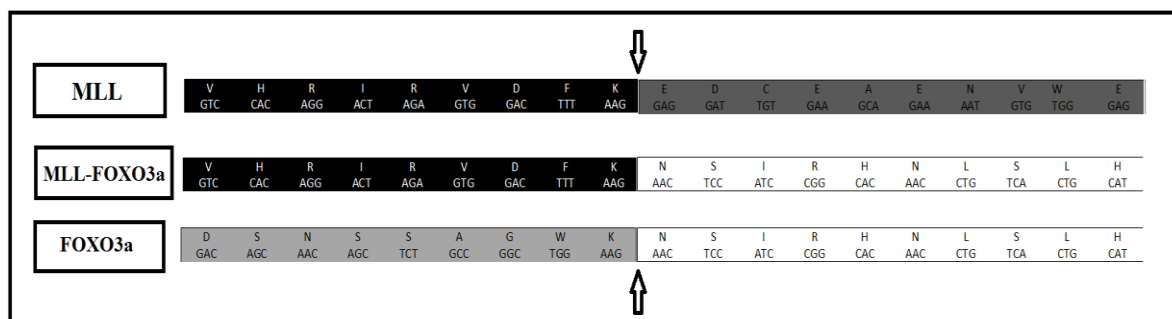 MLL
V H R I R V D F K E D C E A E N V W E
GTC CAC AGG ACT AGA GTG GAC TTT AAG GAG GAT TGT GAA GCA GAA AAT GTG TGG GAG
MLL-FOXO3a
V H R I R V D F K N S I R H N L S L H
GTC CAC AGG ACT AGA GTG GAC TTT AAG AAC TCC ATC CGG CAC AAC CTG TCA CTG CAT
FOXO3a
D S N S S A G W K N S I R H N L S L H
GAC AGC AAC AGC TCT GCC GGC TGG AAG AAC TCC ATC CGG CAC AAC CTG TCA CTG CAT